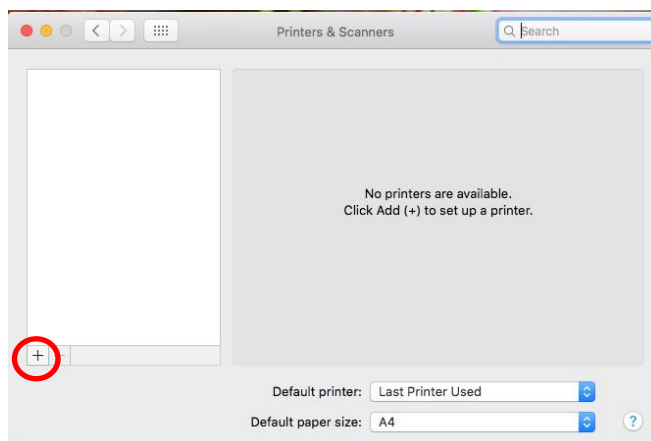 Printers & Scanners
Search
No printers are available.
Click Add (+) to set up a printer.
+ -
Default printer: Last Printer Used
Default paper size: A4
?